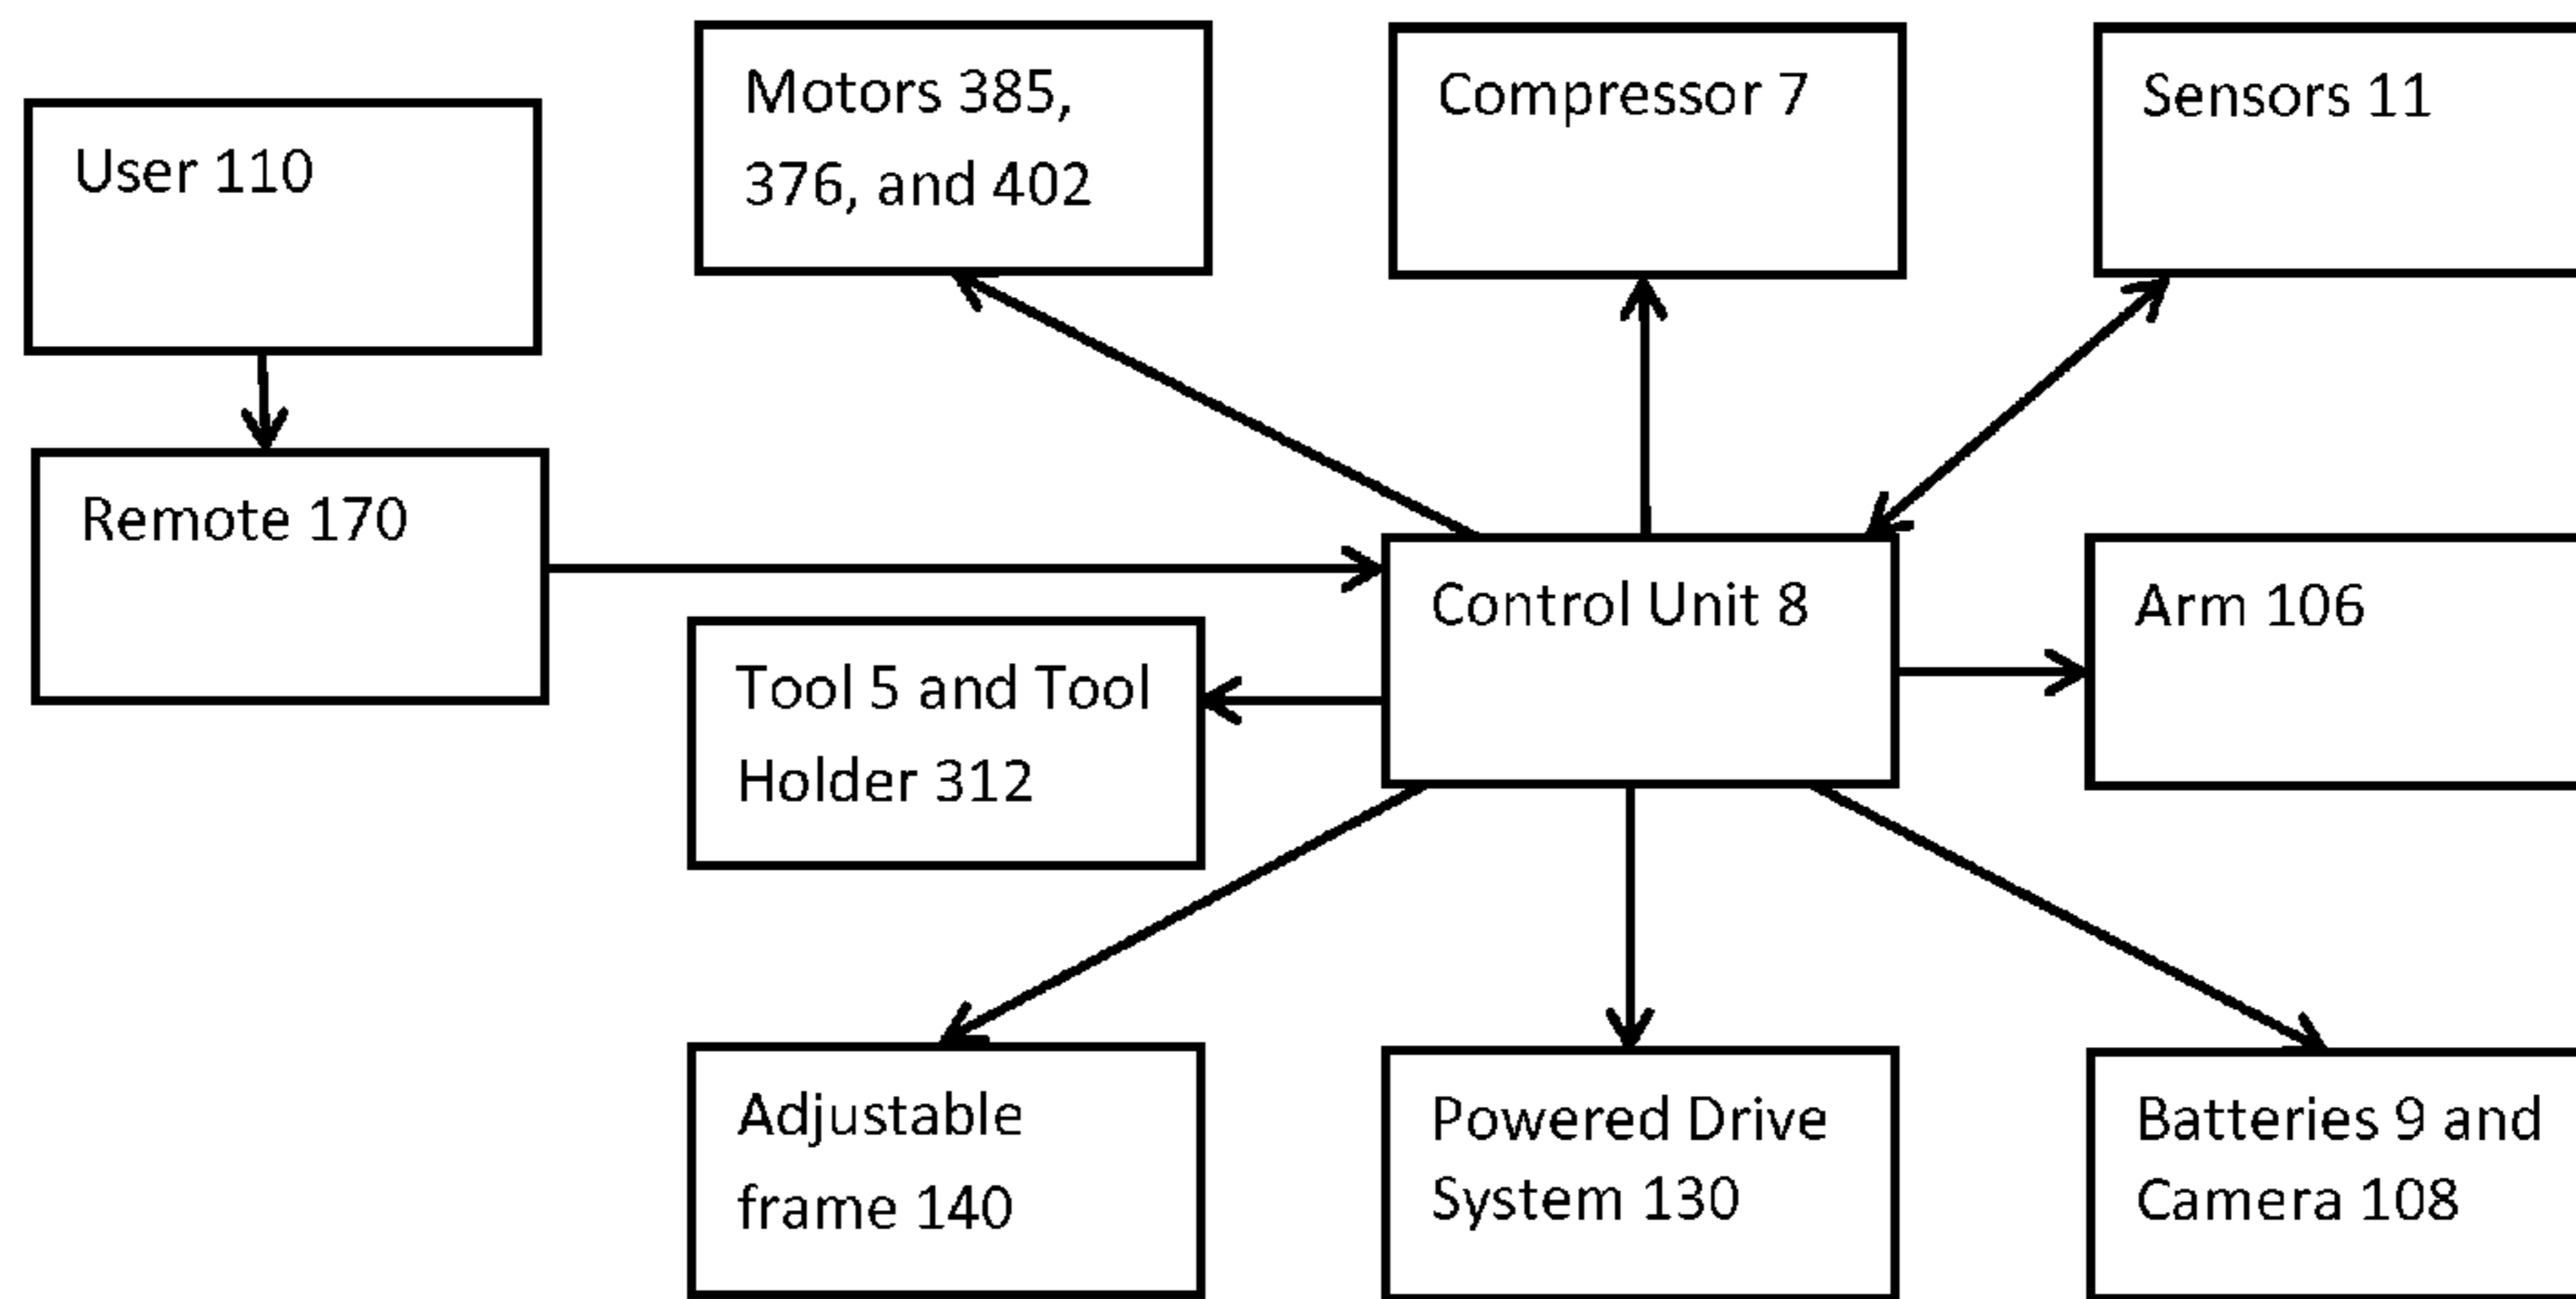 User 110
Motors 385,
376, and 402
Compressor 7
Sensors 11
Remote 170
Control Unit 8
Arm 106
Tool 5 and Tool
Holder 312
Adjustable
frame 140
Powered Drive
System 130
Batteries 9 and
Camera 108